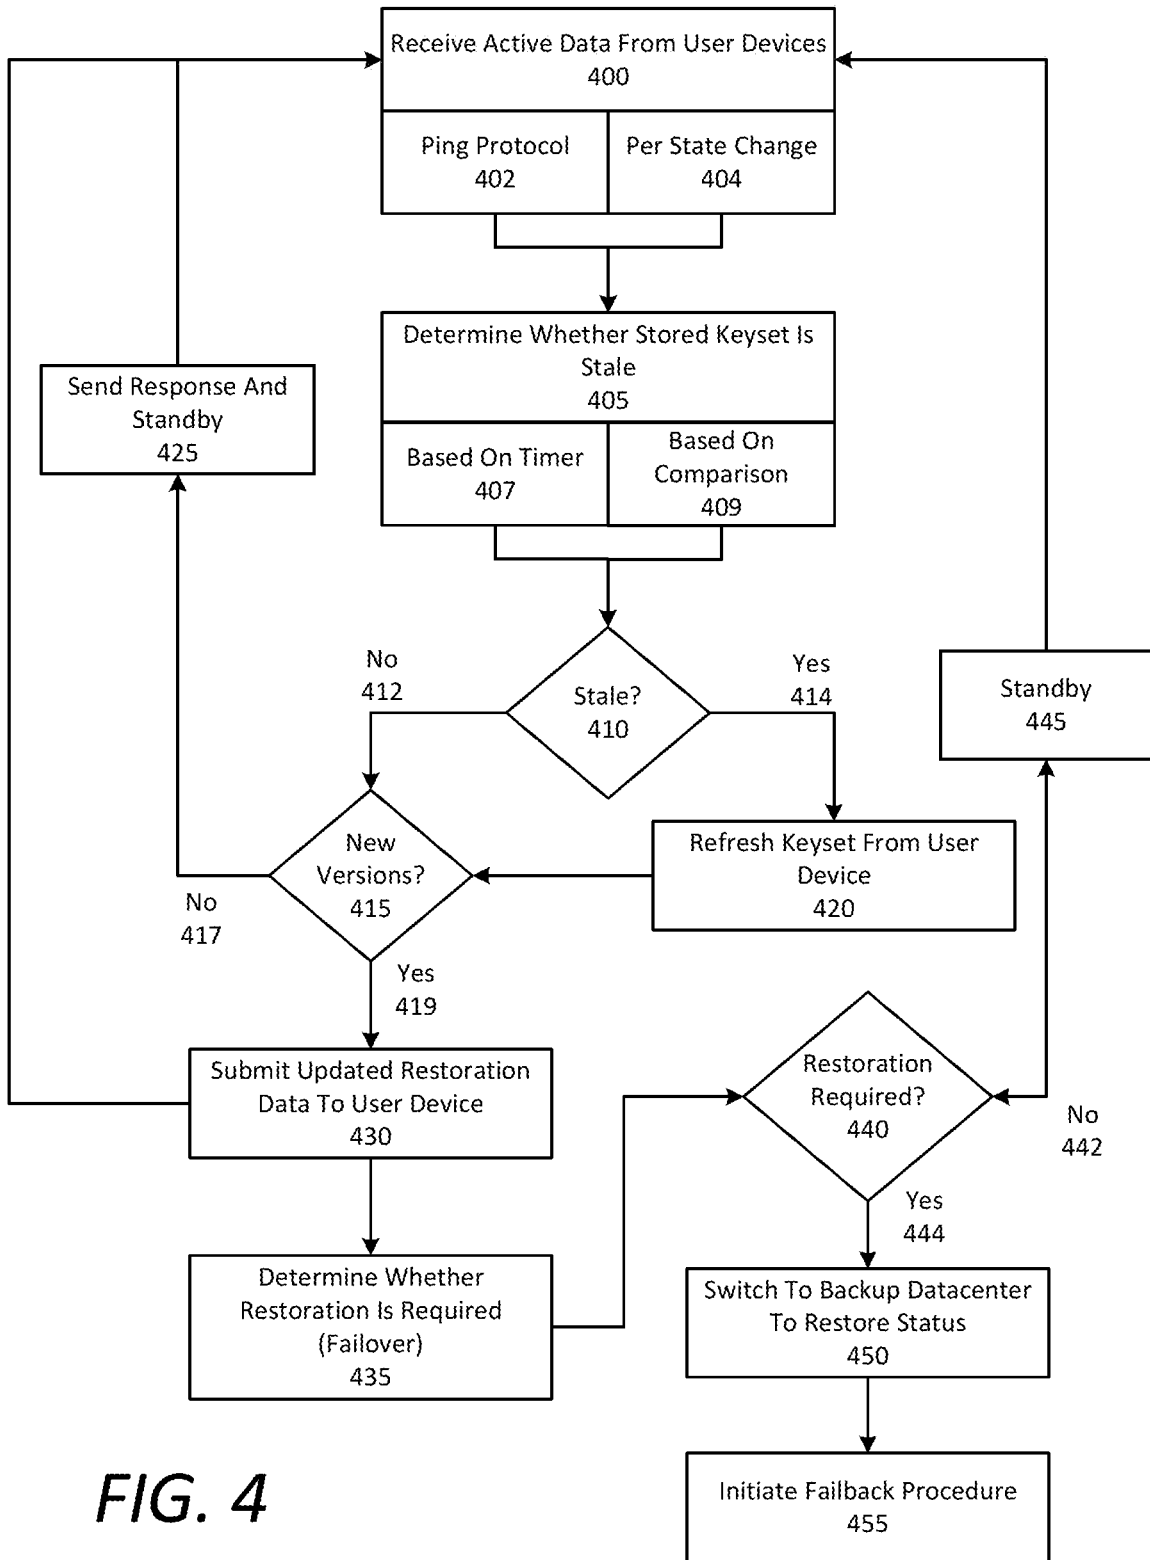 Receive Active Data From User Devices
400
Ping Protocol
402
Per State Change
404
Determine Whether Stored Keyset Is
Stale
405
Based On Timer
407
Based On
Comparison
409
Send Response And
Standby
425
No
412
Stale?
410
Yes
414
Standby
445
New
Versions?
415
Refresh Keyset From User
Device
420
No
417
Yes
419
Submit Updated Restoration
Data To User Device
430
Restoration
Required?
440
No
442
Yes
444
Determine Whether
Restoration Is Required
(Failover)
435
Switch To Backup Datacenter
To Restore Status
450
Initiate Failback Procedure
455
FIG. 4